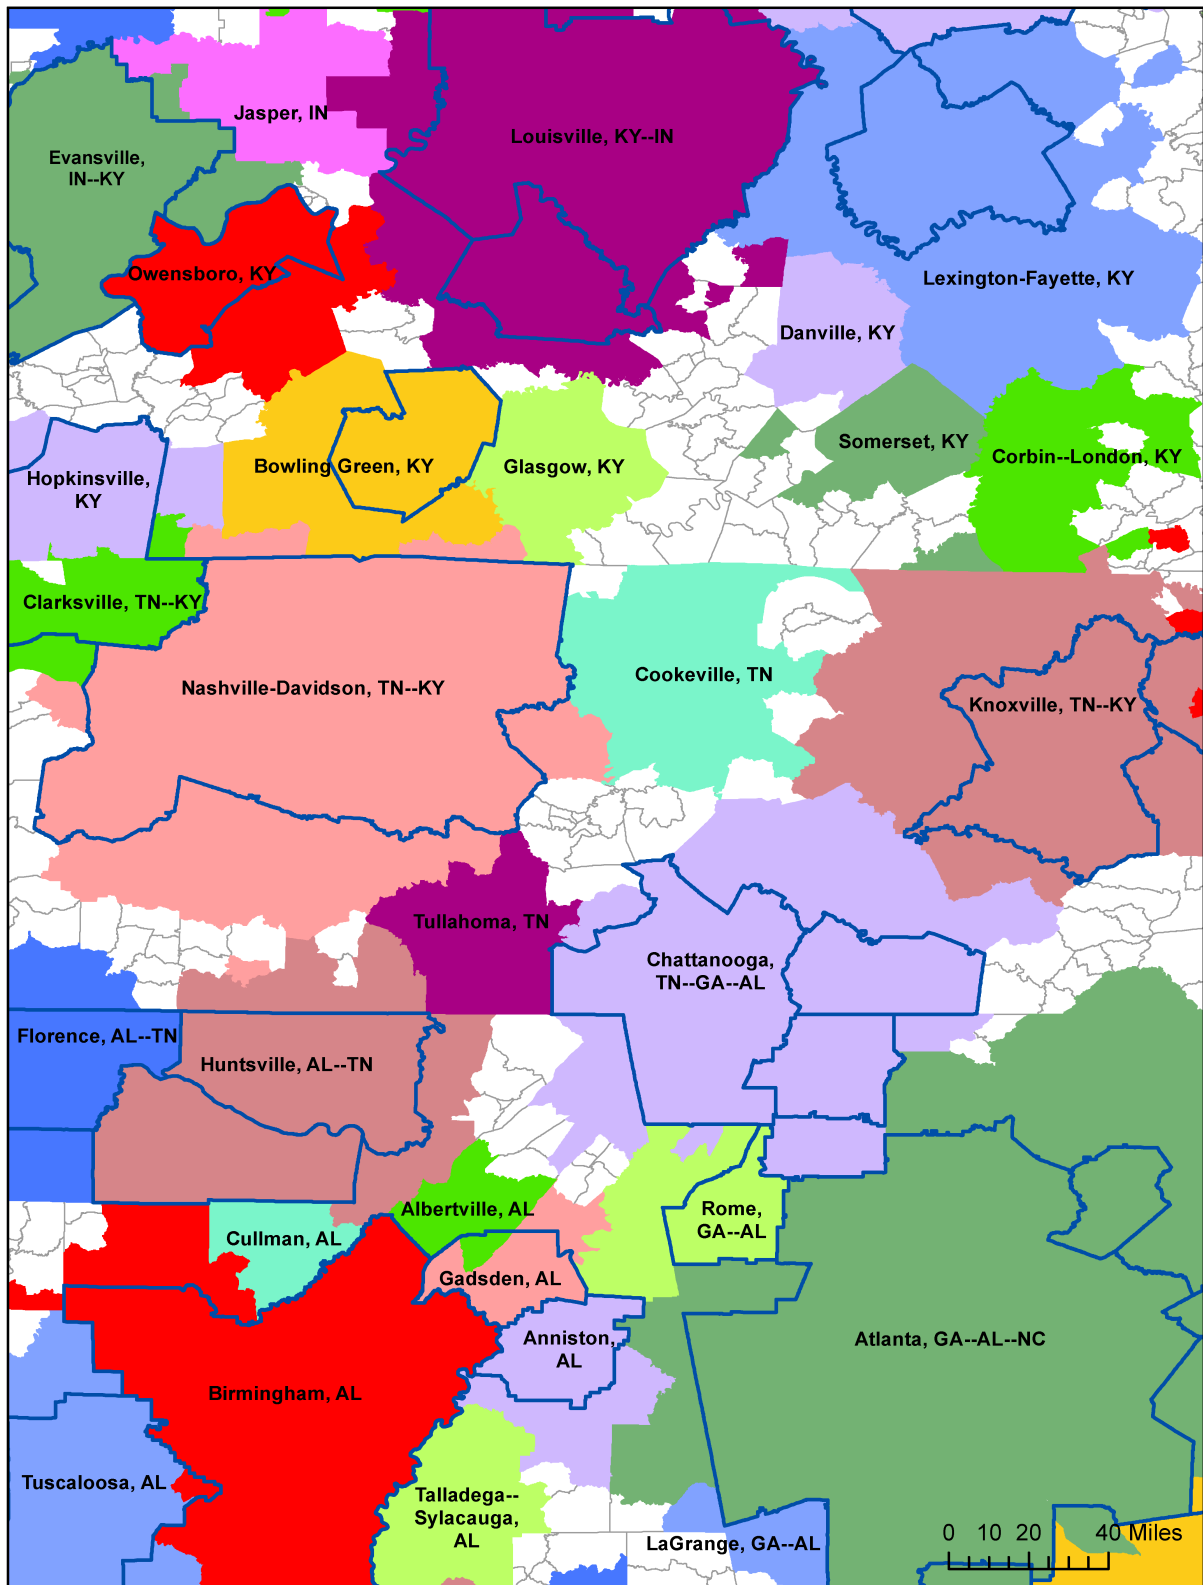 Jasper, IN
Louisville, KY--IN
Evansville,
IN--KY
Owensboro, KY
Lexington-Fayette, KY
Danville, KY
Somerset, KY
Corbin--London, KY
Bowling Green, KY
Glasgow, KY
Hopkinsville,
KY
Clarksville, TN--KY
Nashville-Davidson, TN--KY
Cookeville, TN
Knoxville, TN--KY
Tullahoma, TN
Chattanooga,
TN--GA--AL
Florence, AL--TN
Huntsville, AL--TN
Albertville, AL
Rome,
GA--AL
Cullman, AL
Gadsden, AL
Anniston,
AL
Atlanta, GA--AL--NC
Birmingham, AL
Tuscaloosa, AL
Talladega--
Sylacauga,
AL
LaGrange, GA--AL
0 10 20 40 Miles